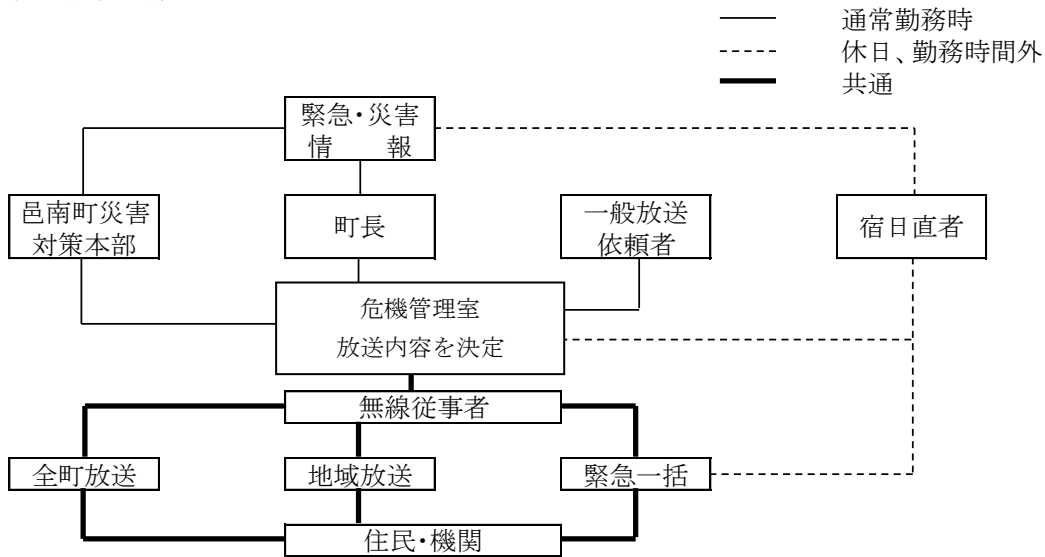 通常勤務時
休日、勤務時間外
共通
緊急・災害
情　　報
邑南町災害
対策本部
町長
一般放送
依頼者
宿日直者
危機管理室
放送内容を決定
無線従事者
全町放送
地域放送
緊急一括
住民・機関